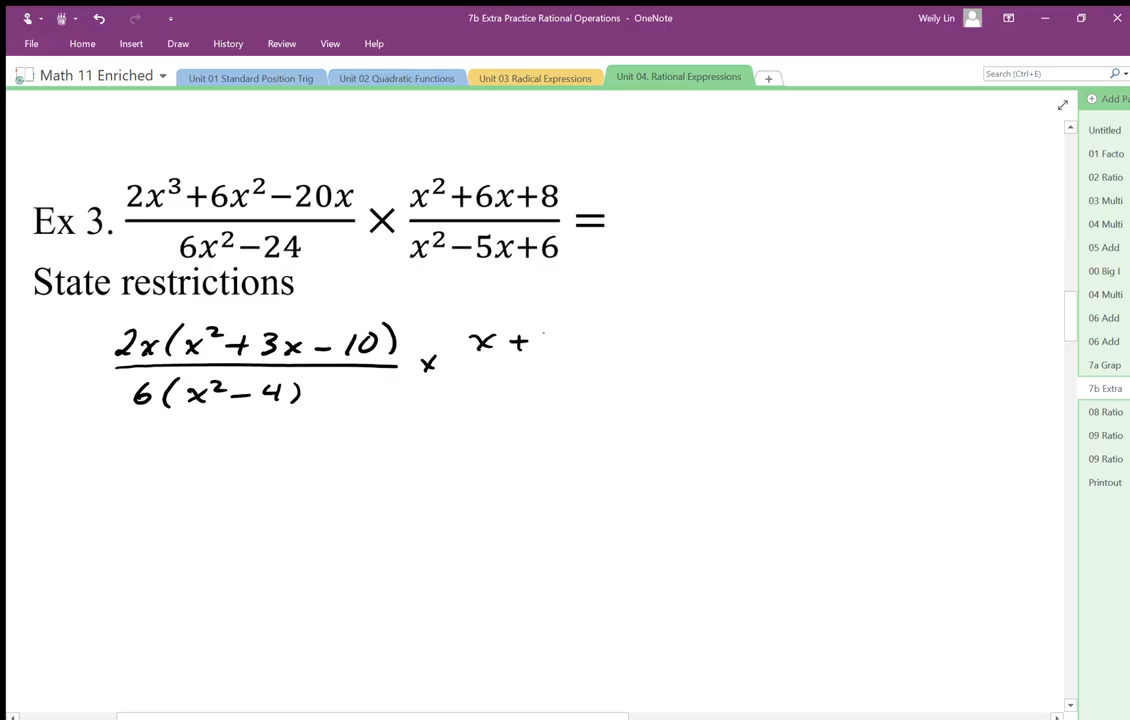 7b Extra Practice Rational Operations - OneNote
Weily Lin
File Home Insert Draw History Review View Help
Math 11 Enriched
Unit 01 Standard Position Trig
Unit 02 Quadratic Functions
Unit 03 Radical Expressions
Unit 04. Rational Exppressions
+
Search (Ctrl+E)
Add Pa
Untitled
01 Facto
02 Ratio
03 Multi
04 Multi
05 Add
00 Big I
04 Multi
06 Add
06 Add
7a Grap
7b Extra
08 Ratio
09 Ratio
09 Ratio
Printout
Ex 3. (2x³+6x²−20x)/(6x²−24) × (x²+6x+8)/(x²−5x+6) =
State restrictions
2x(x²+3x−10)/6(x²−4) × x+